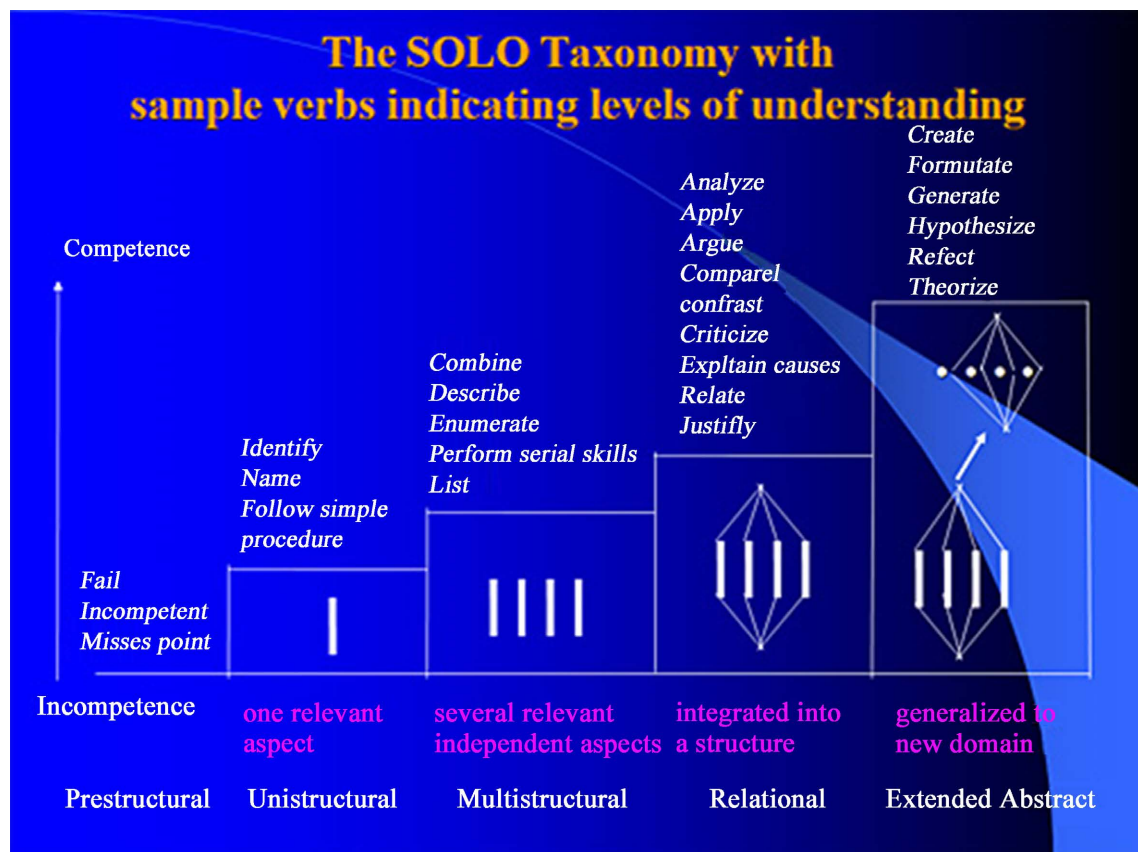 The SOLO Taxonomy with
sample verbs indicating levels of understanding
Competence
Fail
Incompetent
Misses point
Identify
Name
Follow simple
procedure
Combine
Describe
Enumerate
Perform serial skills
List
Analyze
Apply
Argue
Comparel
confrast
Criticize
Expltain causes
Relate
Justifly
Create
Formutate
Generate
Hypothesize
Refect
Theorize
Incompetence
one relevant
aspect
several relevant
independent aspects
integrated into
a structure
generalized to
new domain
Prestructural
Unistructural
Multistructural
Relational
Extended Abstract